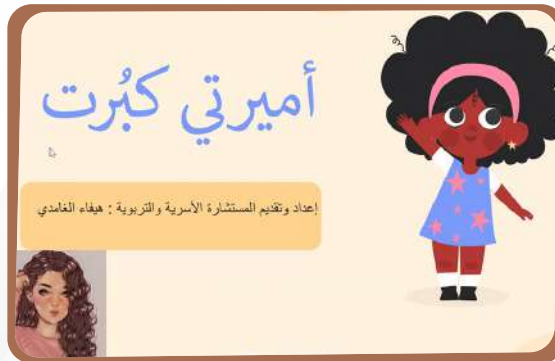 أميرتي كبُرت
إعداد وتقديم المستشارة الأسرية والتربوية : هيفاء الغامدي